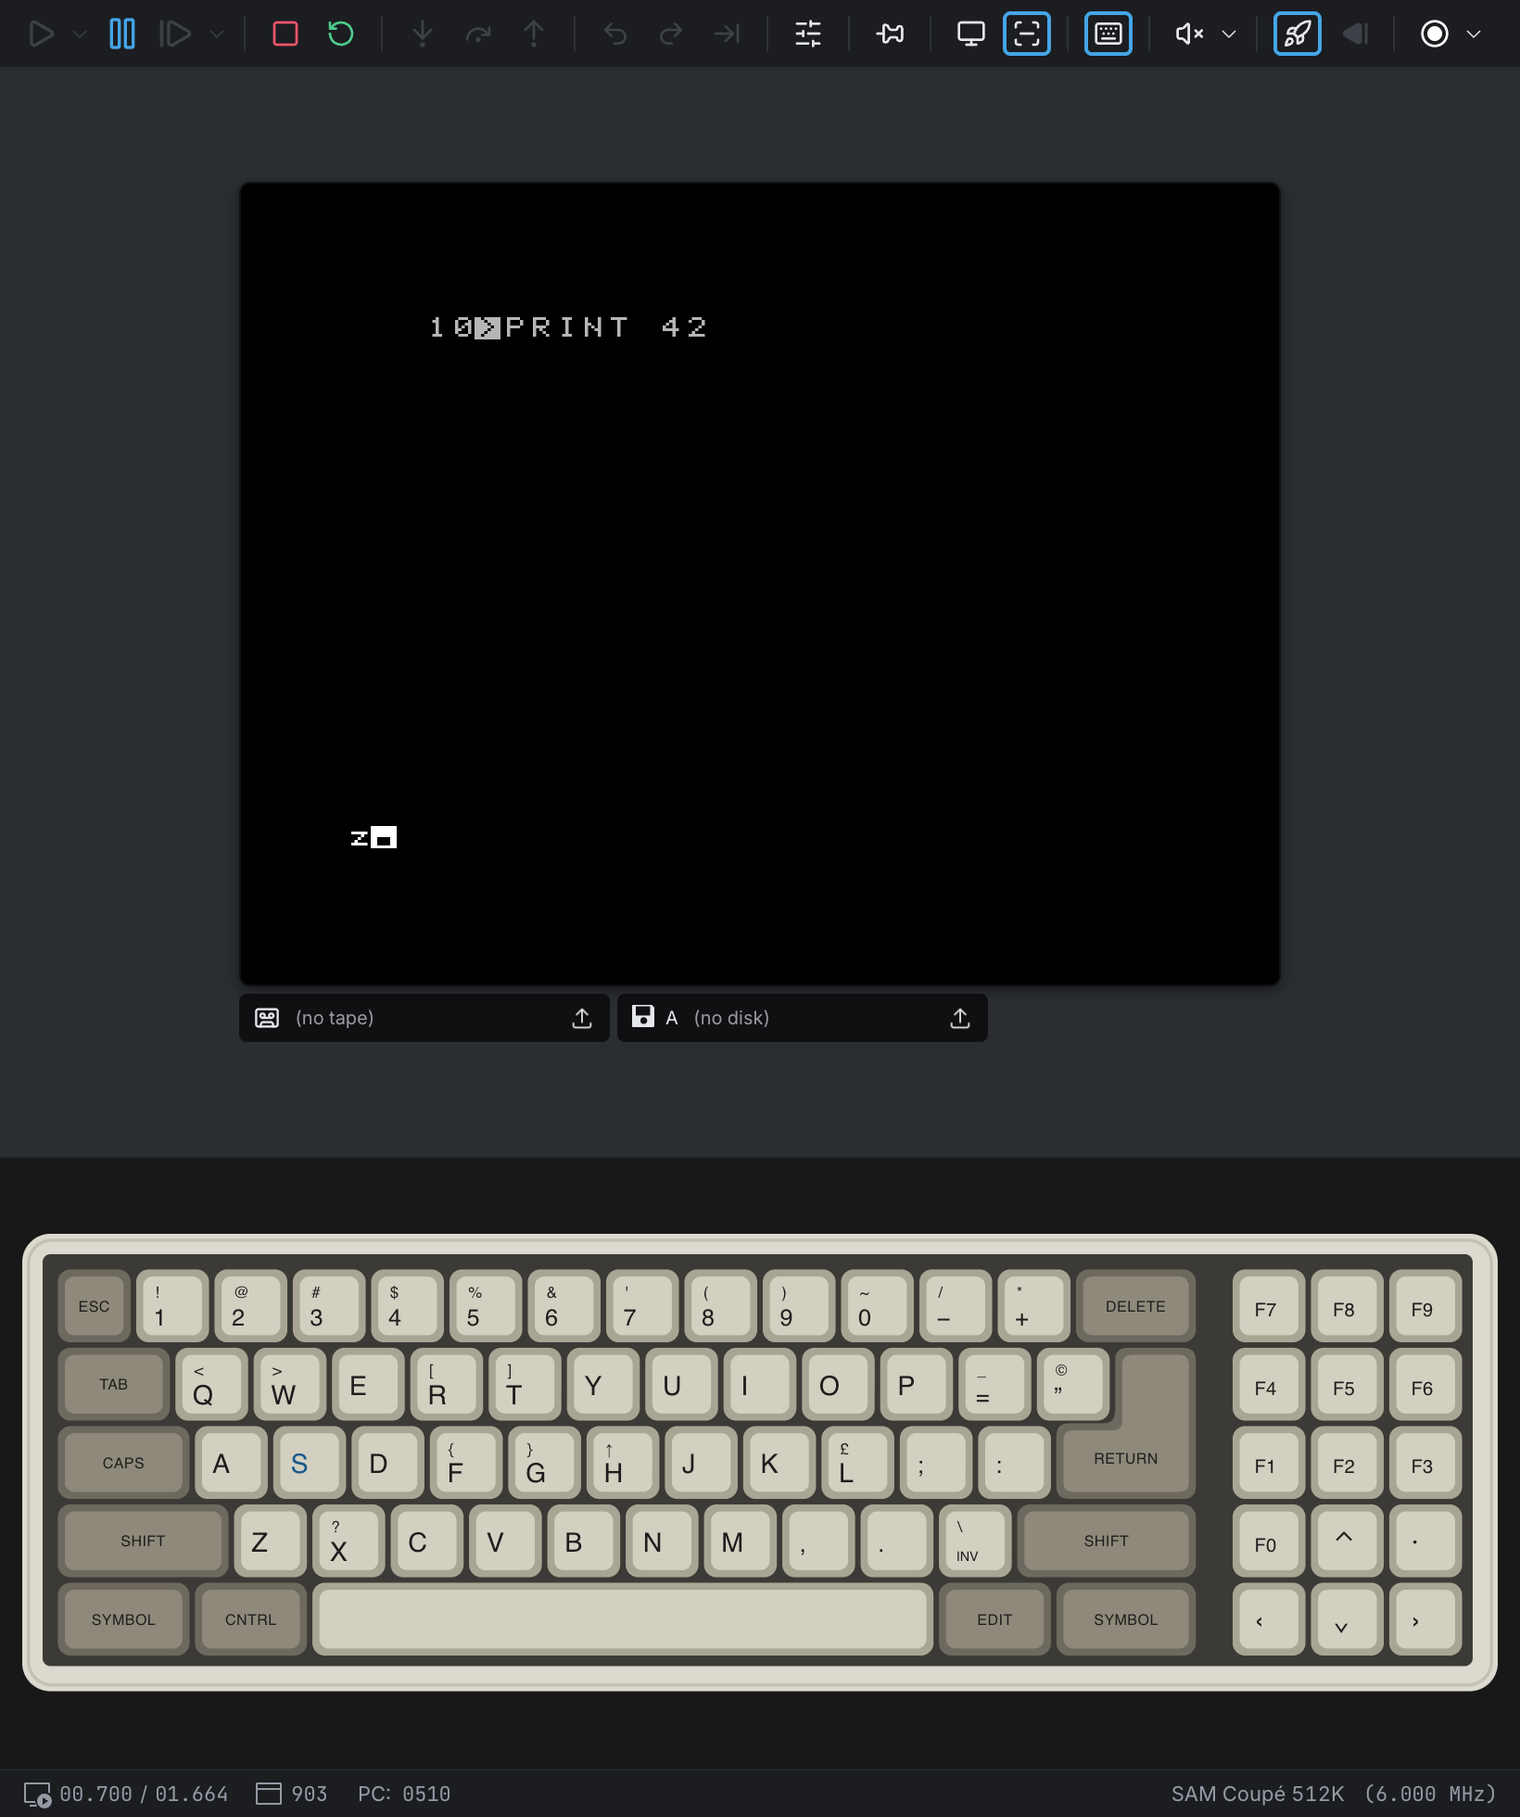 10>PRINT 42
z
(no tape)
A (no disk)
ESC ! 1 @ 2 # 3 $ 4 % 5 & 6 ' 7 ( 8 ) 9 ~ 0 / – * + DELETE F7 F8 F9
TAB < Q > W E [ R ] T Y U I O P _ = © ” F4 F5 F6
CAPS A S D { F } G ↑ H J K £ L ; : RETURN F1 F2 F3
SHIFT Z ? X C V B N M , . \ INV SHIFT F0 ^ .
SYMBOL CNTRL EDIT SYMBOL ‹ ˅ ›
00.700 / 01.664 903 PC: 0510 SAM Coupé 512K (6.000 MHz)